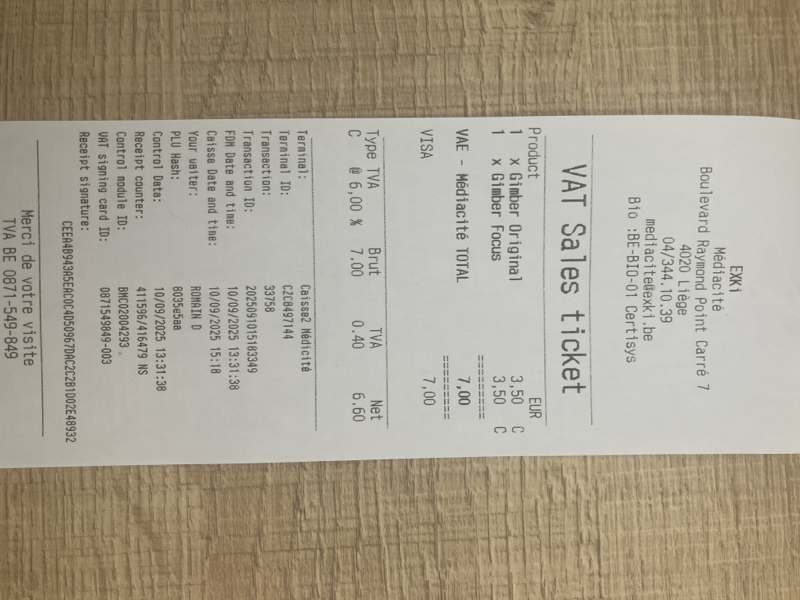 EXKi
Médiacité
Boulevard Raymond Point Carré 7
4020 Liège
04/344.10.39
mediacite@exki.be
Bio :BE-BIO-01 Certisys
VAT Sales ticket
Product EUR
1 x Gimber Original 3,50 C
1 x Gimber Focus 3,50 C
=========
VAE - Médiacité TOTAL 7,00
=========
VISA 7,00
Type TVA Brut TVA Net
C @ 6,00 % 7.00 0.40 6.60
Terminal: Caisse2 Médicité
Terminal ID: C2C8497144
Transaction: 33758
Transaction ID: 2025091015183349
FDM Date and time: 10/09/2025 13:31:38
Caisse Date and time: 10/09/2025 15:18
Your waiter: ROMAIN D
PLU Hash: 8035e5aa
Control Data: 10/09/2025 13:31:38
Receipt counter: 411596/416479 NS
Control module ID: BMC02004293
VAT signing card ID: 0871549849-003
Receipt signature:
CEEA4B943A5EAC0C4D50967DAC2C2B1D02E48932
Merci de votre visite
TVA BE 0871-549-849